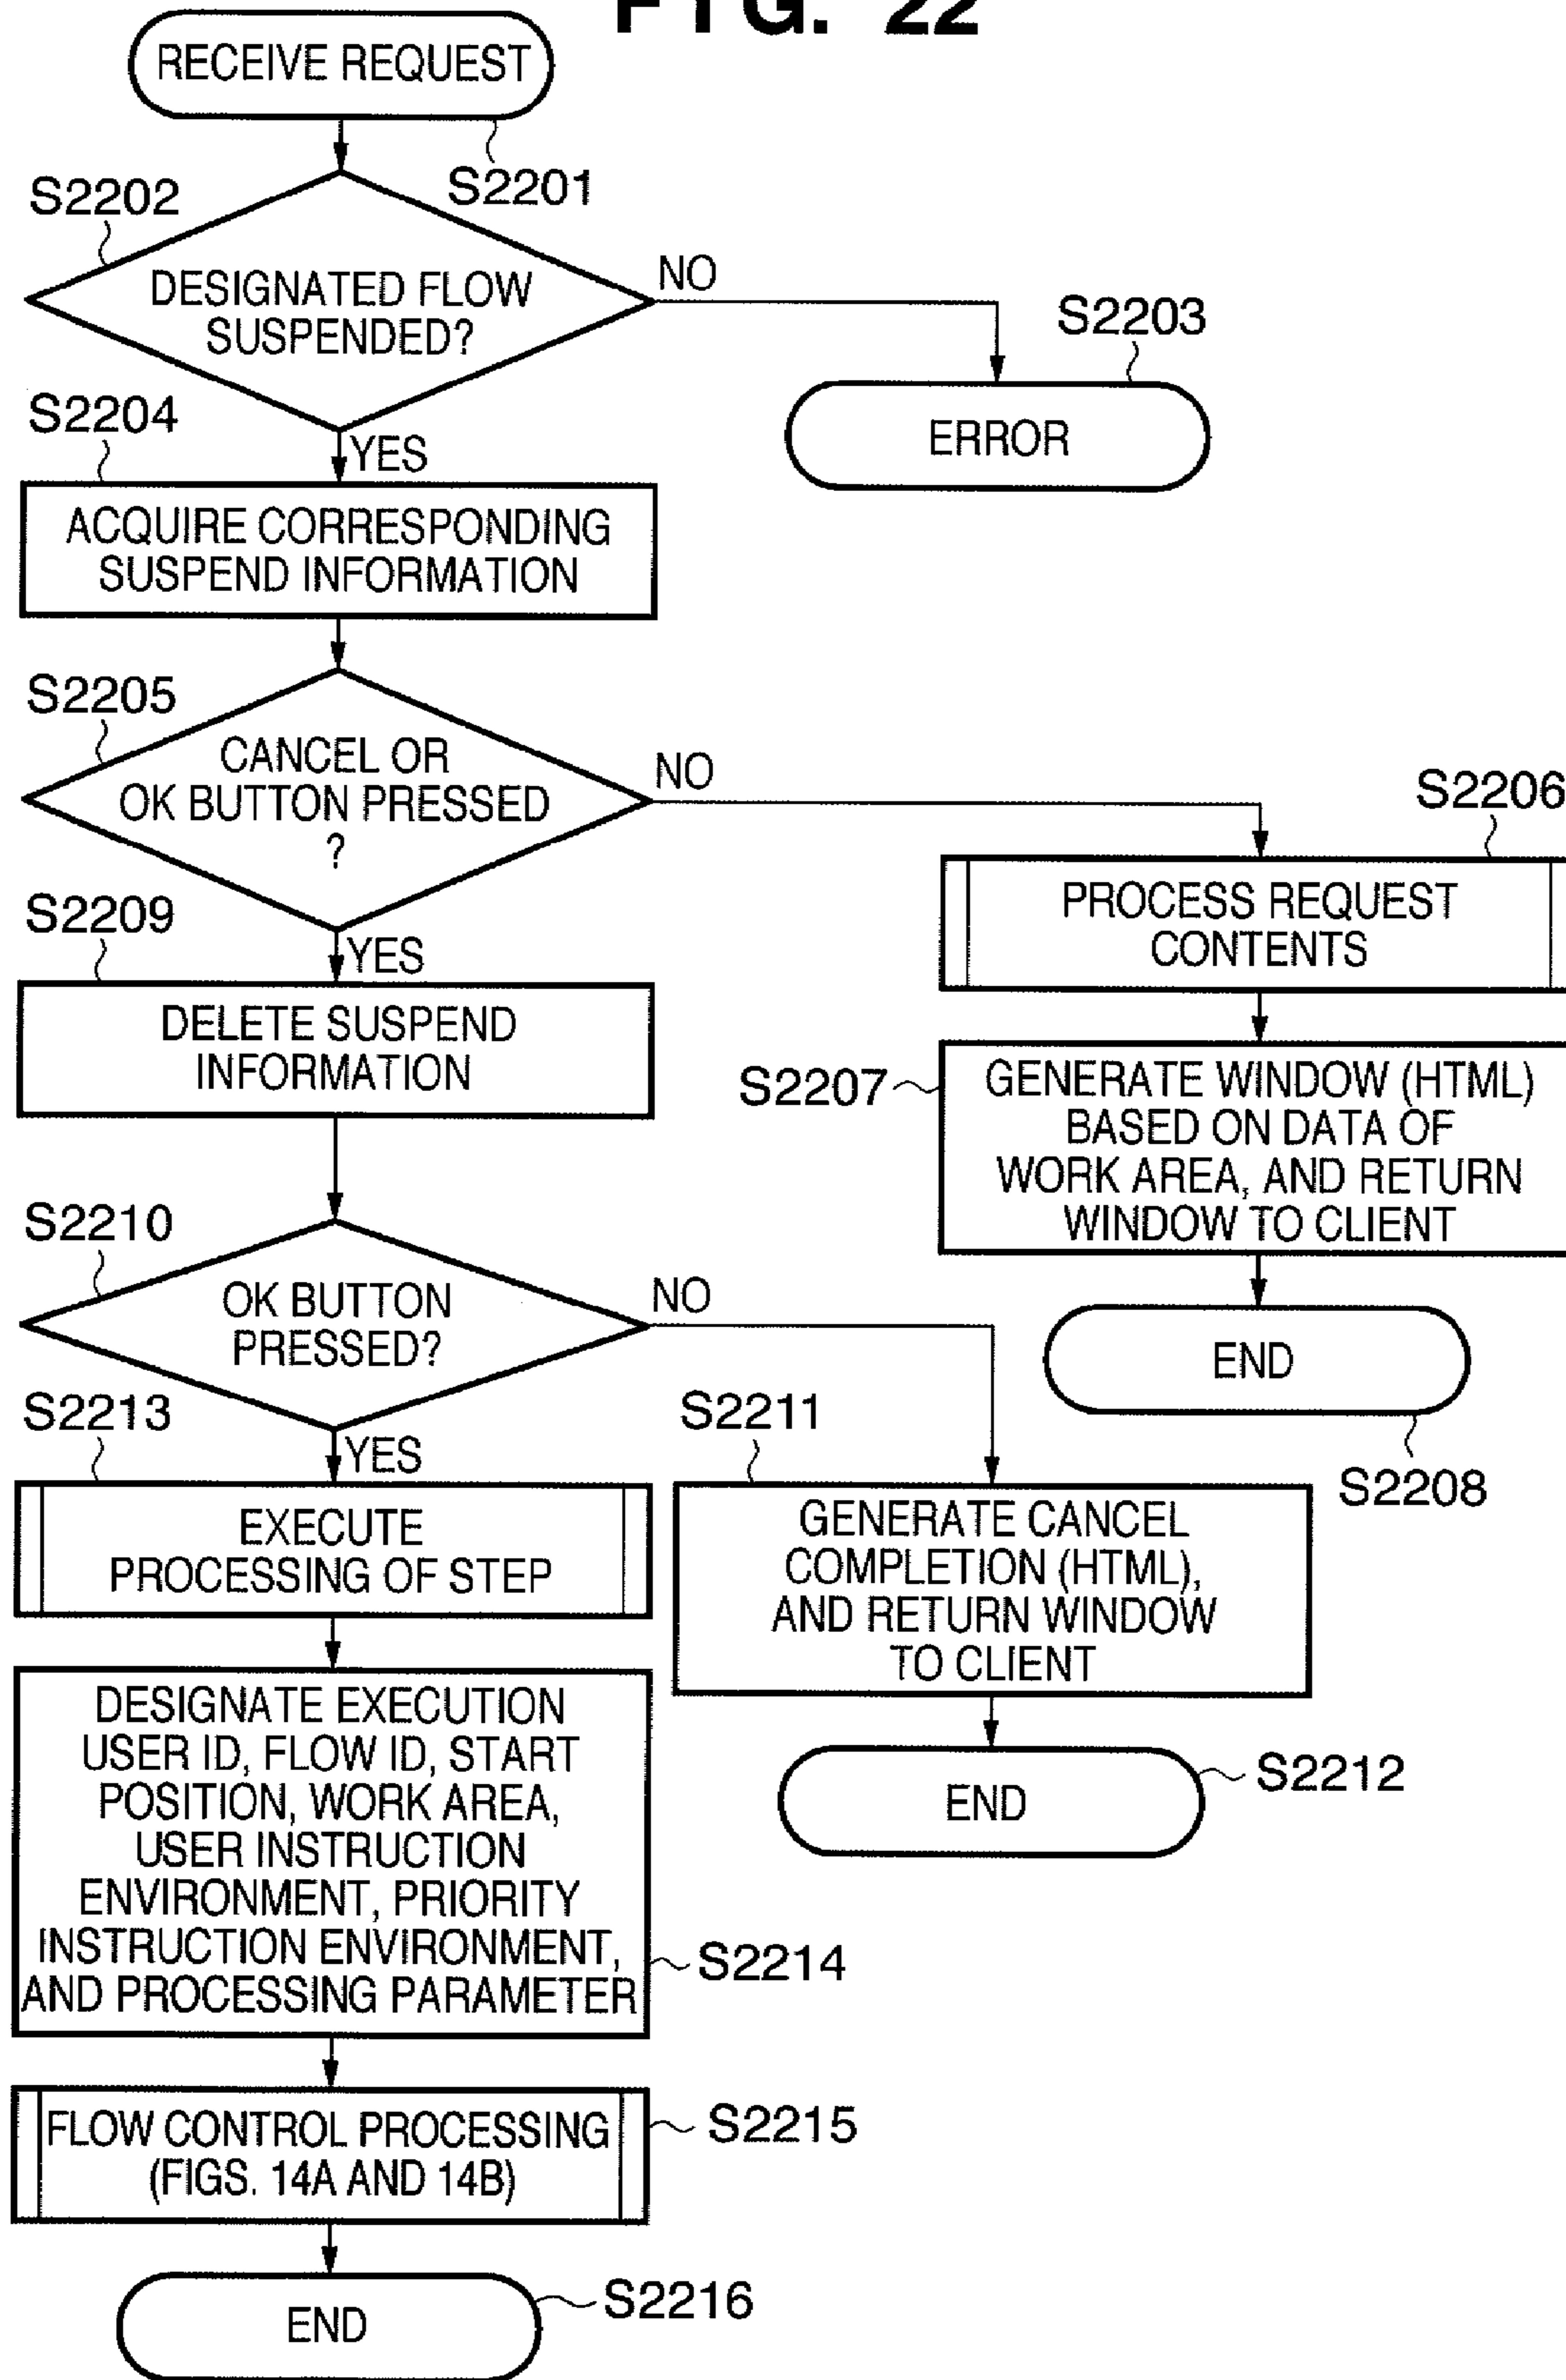 FIG. 22
RECEIVE REQUEST
S2201
S2202
DESIGNATED FLOW
SUSPENDED?
NO
S2203
ERROR
YES
S2204
ACQUIRE CORRESPONDING
SUSPEND INFORMATION
S2205
CANCEL OR
OK BUTTON PRESSED
?
NO
S2206
PROCESS REQUEST
CONTENTS
S2207
GENERATE WINDOW (HTML)
BASED ON DATA OF
WORK AREA, AND RETURN
WINDOW TO CLIENT
END
S2208
YES
S2209
DELETE SUSPEND
INFORMATION
S2210
OK BUTTON
PRESSED?
NO
S2211
GENERATE CANCEL
COMPLETION (HTML),
AND RETURN WINDOW
TO CLIENT
END
S2212
YES
S2213
EXECUTE
PROCESSING OF STEP
DESIGNATE EXECUTION
USER ID, FLOW ID, START
POSITION, WORK AREA,
USER INSTRUCTION
ENVIRONMENT, PRIORITY
INSTRUCTION ENVIRONMENT,
AND PROCESSING PARAMETER
S2214
FLOW CONTROL PROCESSING
(FIGS. 14A AND 14B)
S2215
END
S2216